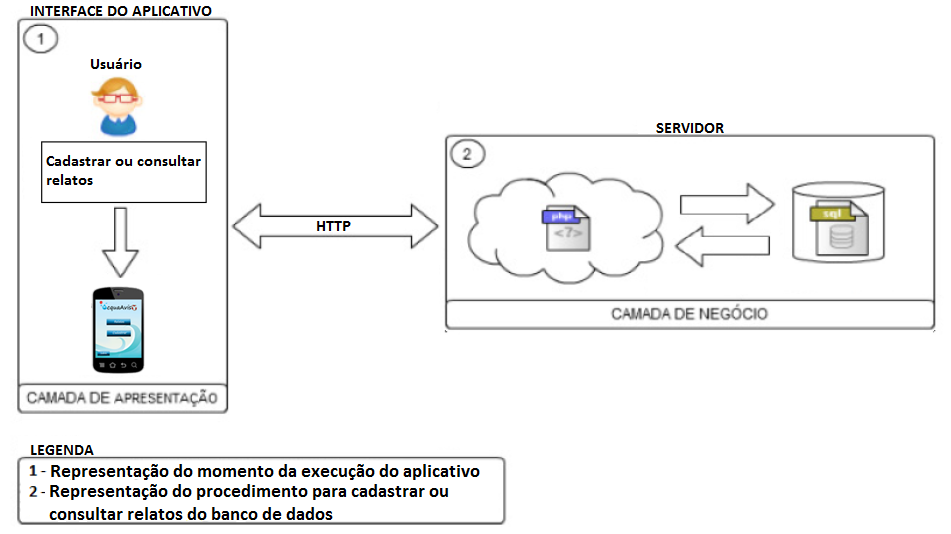 INTERFACE DO APLICATIVO
1
Usuário
Cadastrar ou consultar
relatos
CAMADA DE APRESENTAÇÃO
HTTP
SERVIDOR
2
php
<?>
sql
CAMADA DE NEGÓCIO
LEGENDA
1 - Representação do momento da execução do aplicativo
2 - Representação do procedimento para cadastrar ou
consultar relatos do banco de dados